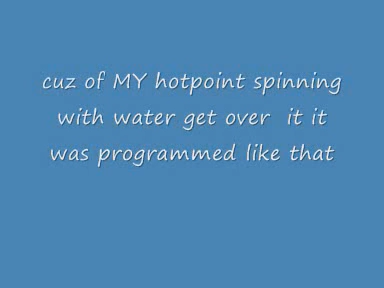 cuz of MY hotpoint spinning
with water get over it it
was programmed like that